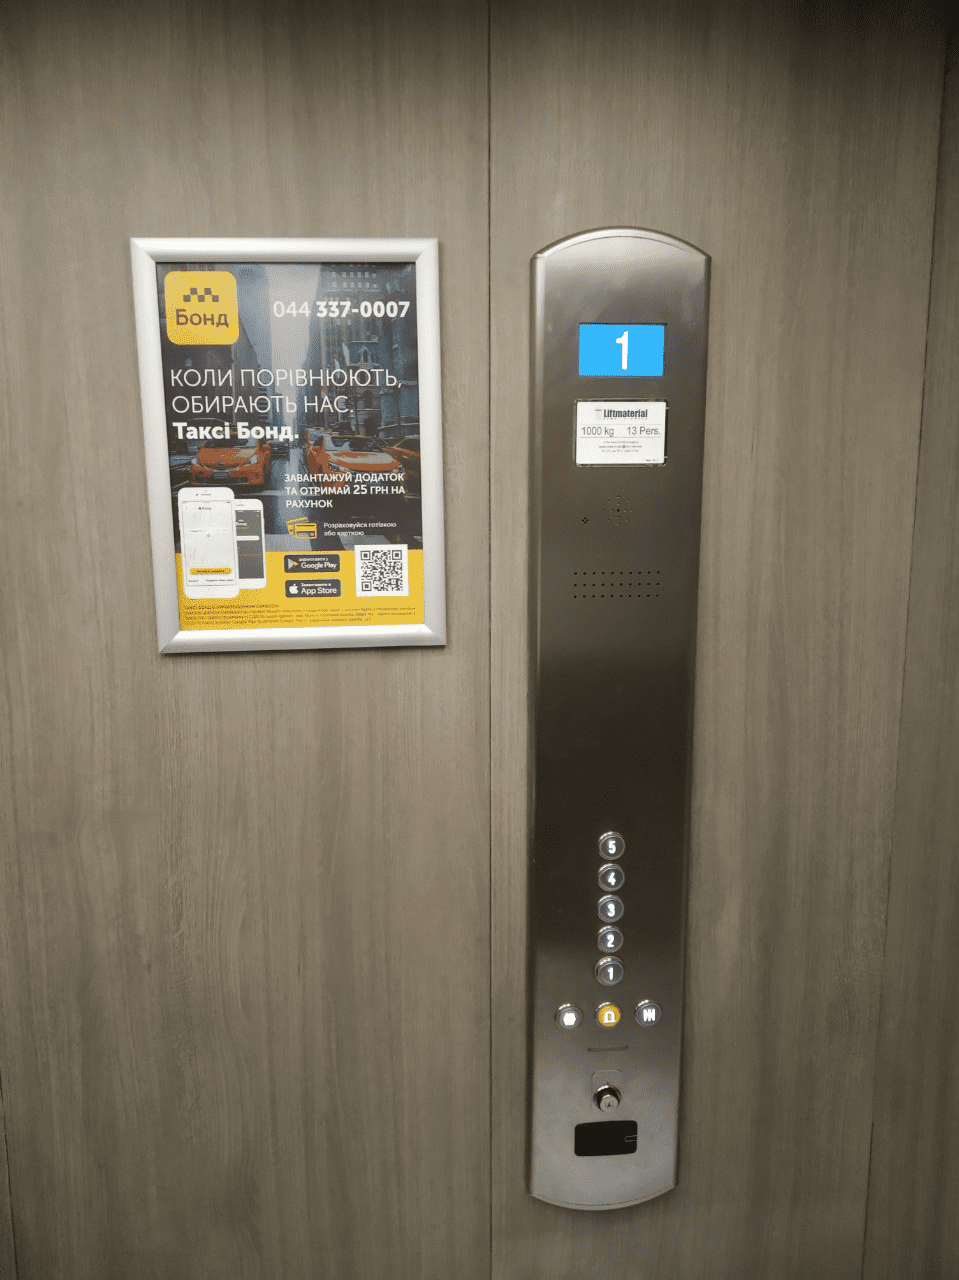 Бонд
044 337-0007
КОЛИ ПОРІВНЮЮТЬ,
ОБИРАЮТЬ НАС.
Таксі Бонд.
ЗАВАНТАЖУЙ ДОДАТОК
ТА ОТРИМАЙ 25 ГРН НА
РАХУНОК
Розраховуйся готівкою
або карткою
Google Play
App Store
1
Liftmaterial
1000 kg 13 Pers.
5
4
3
2
1